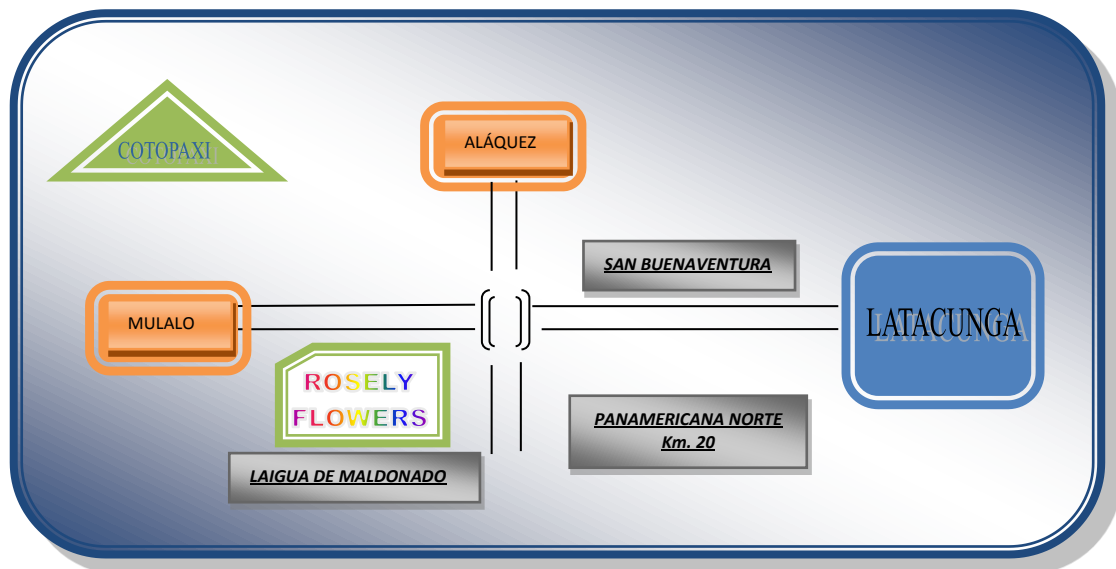 COTOPAXI
ALÁQUEZ
SAN BUENAVENTURA
MULALO
LATACUNGA
ROSELY
FLOWERS
PANAMERICANA NORTE
Km. 20
LAIGUA DE MALDONADO